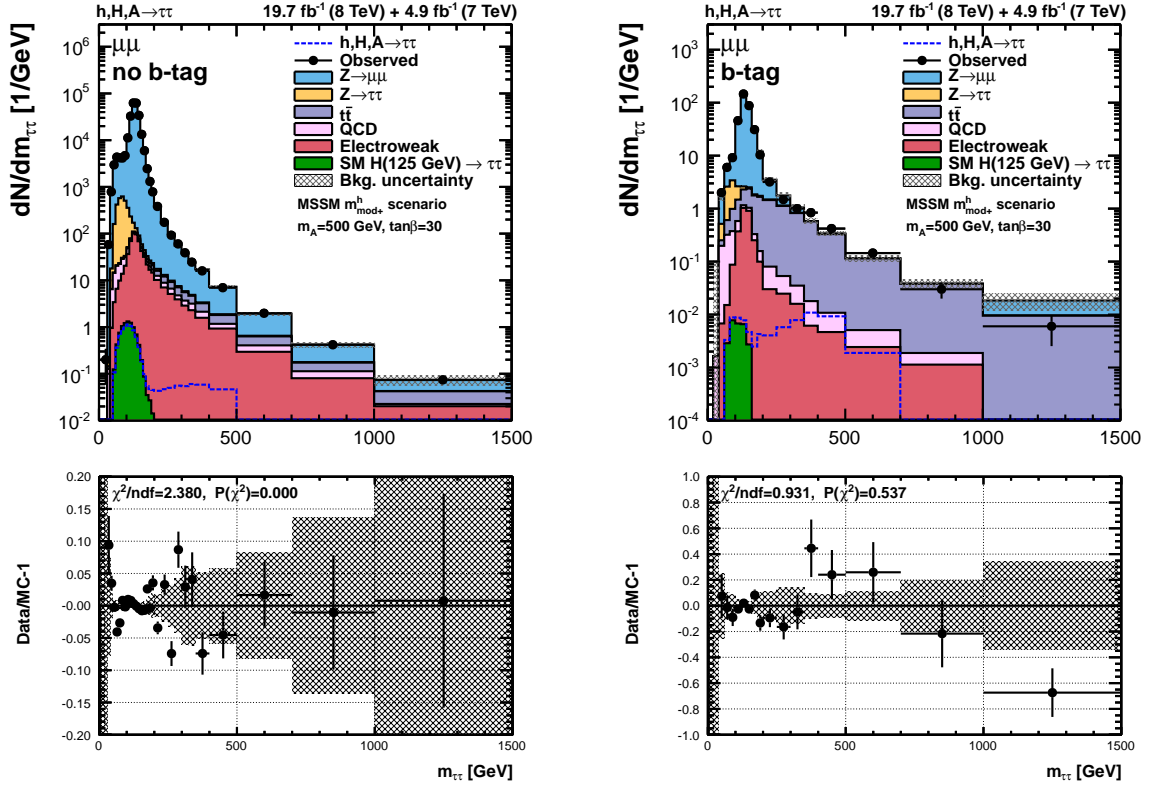 h,H,A→ττ 19.7 fb⁻¹ (8 TeV) + 4.9 fb⁻¹ (7 TeV)
dN/dm_ττ [1/GeV]
10⁶
10⁵
10⁴
10³
10²
10
1
10⁻¹
10⁻²
μμ
no b-tag
h,H,A→ττ
Observed
Z→μμ
Z→ττ
tt̄
QCD
Electroweak
SM H(125 GeV) → ττ
Bkg. uncertainty
MSSM m^h_mod+ scenario
m_A=500 GeV, tanβ=30
0 500 1000 1500
Data/MC-1
0.20
0.15
0.10
0.05
-0.00
-0.05
-0.10
-0.15
-0.20
χ²/ndf=2.380, P(χ²)=0.000
0 500 1000 1500
m_ττ [GeV]
h,H,A→ττ 19.7 fb⁻¹ (8 TeV) + 4.9 fb⁻¹ (7 TeV)
dN/dm_ττ [1/GeV]
10³
10²
10
1
10⁻¹
10⁻²
10⁻³
10⁻⁴
μμ
b-tag
h,H,A→ττ
Observed
Z→μμ
Z→ττ
tt̄
QCD
Electroweak
SM H(125 GeV) → ττ
Bkg. uncertainty
MSSM m^h_mod+ scenario
m_A=500 GeV, tanβ=30
0 500 1000 1500
Data/MC-1
1.0
0.8
0.6
0.4
0.2
0.0
-0.2
-0.4
-0.6
-0.8
-1.0
χ²/ndf=0.931, P(χ²)=0.537
0 500 1000 1500
m_ττ [GeV]